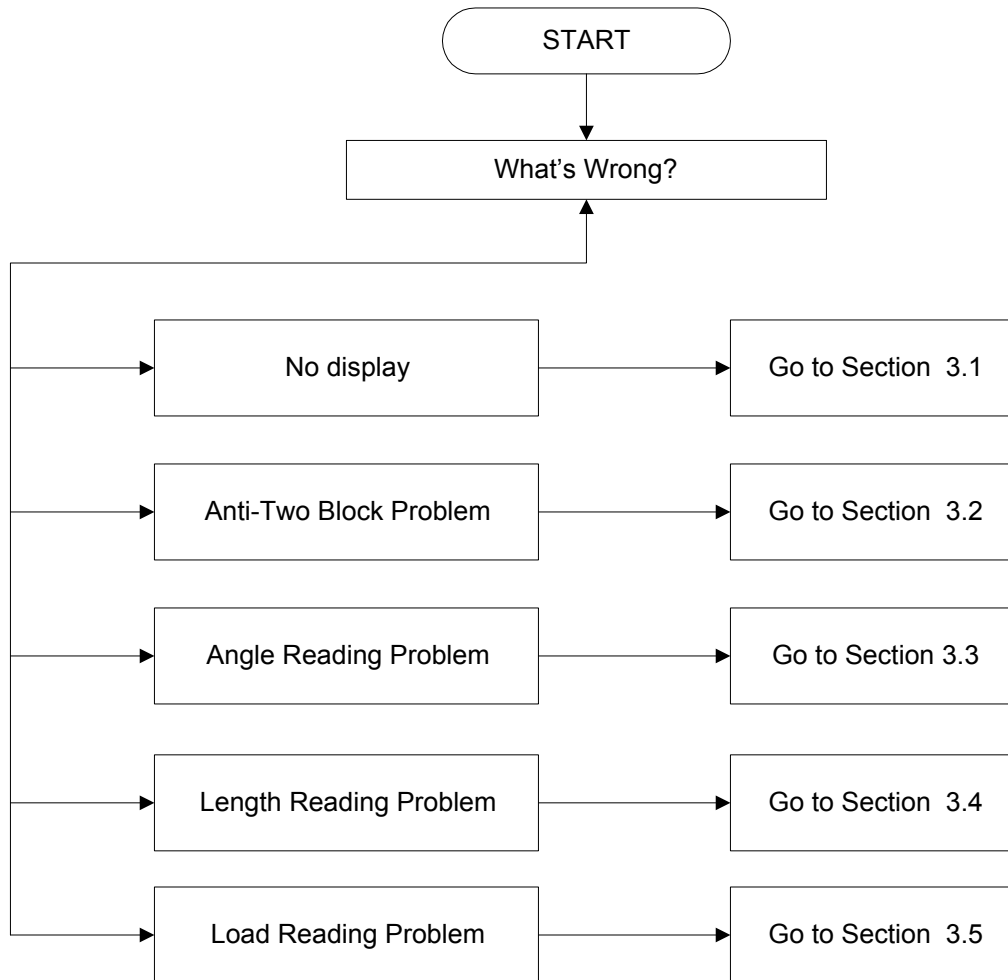 START
What's Wrong?
No display
Go to Section 3.1
Anti-Two Block Problem
Go to Section 3.2
Angle Reading Problem
Go to Section 3.3
Length Reading Problem
Go to Section 3.4
Load Reading Problem
Go to Section 3.5